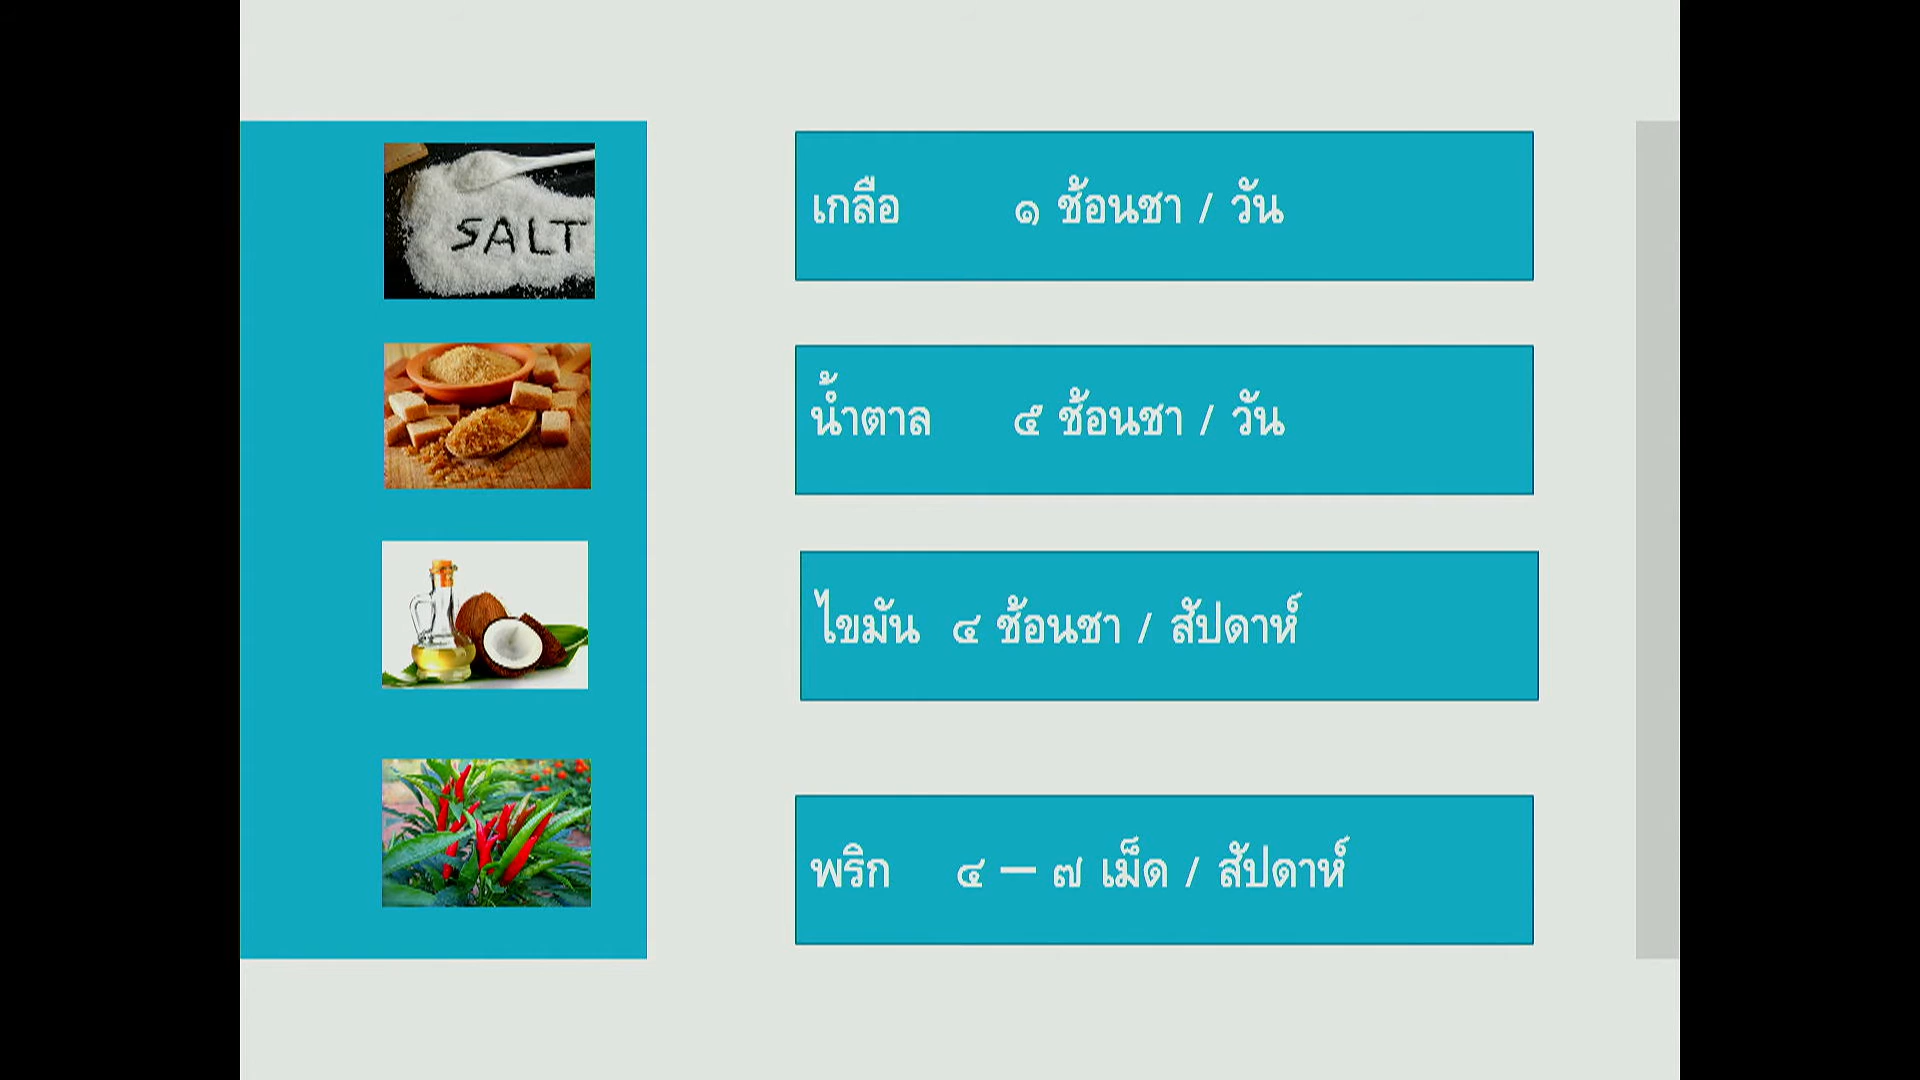 SALT
เกลือ ๑ ช้อนชา / วัน
น้ำตาล ๕ ช้อนชา / วัน
ไขมัน ๔ ช้อนชา / สัปดาห์
พริก ๔ – ๗ เม็ด / สัปดาห์